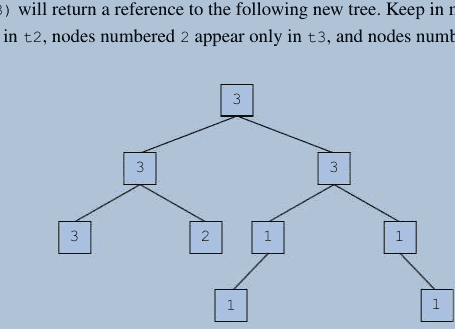 3) will return a reference to the following new tree. Keep in
in t2, nodes numbered 2 appear only in t3, and nodes
3
3 3
3 2 1 1
1 1